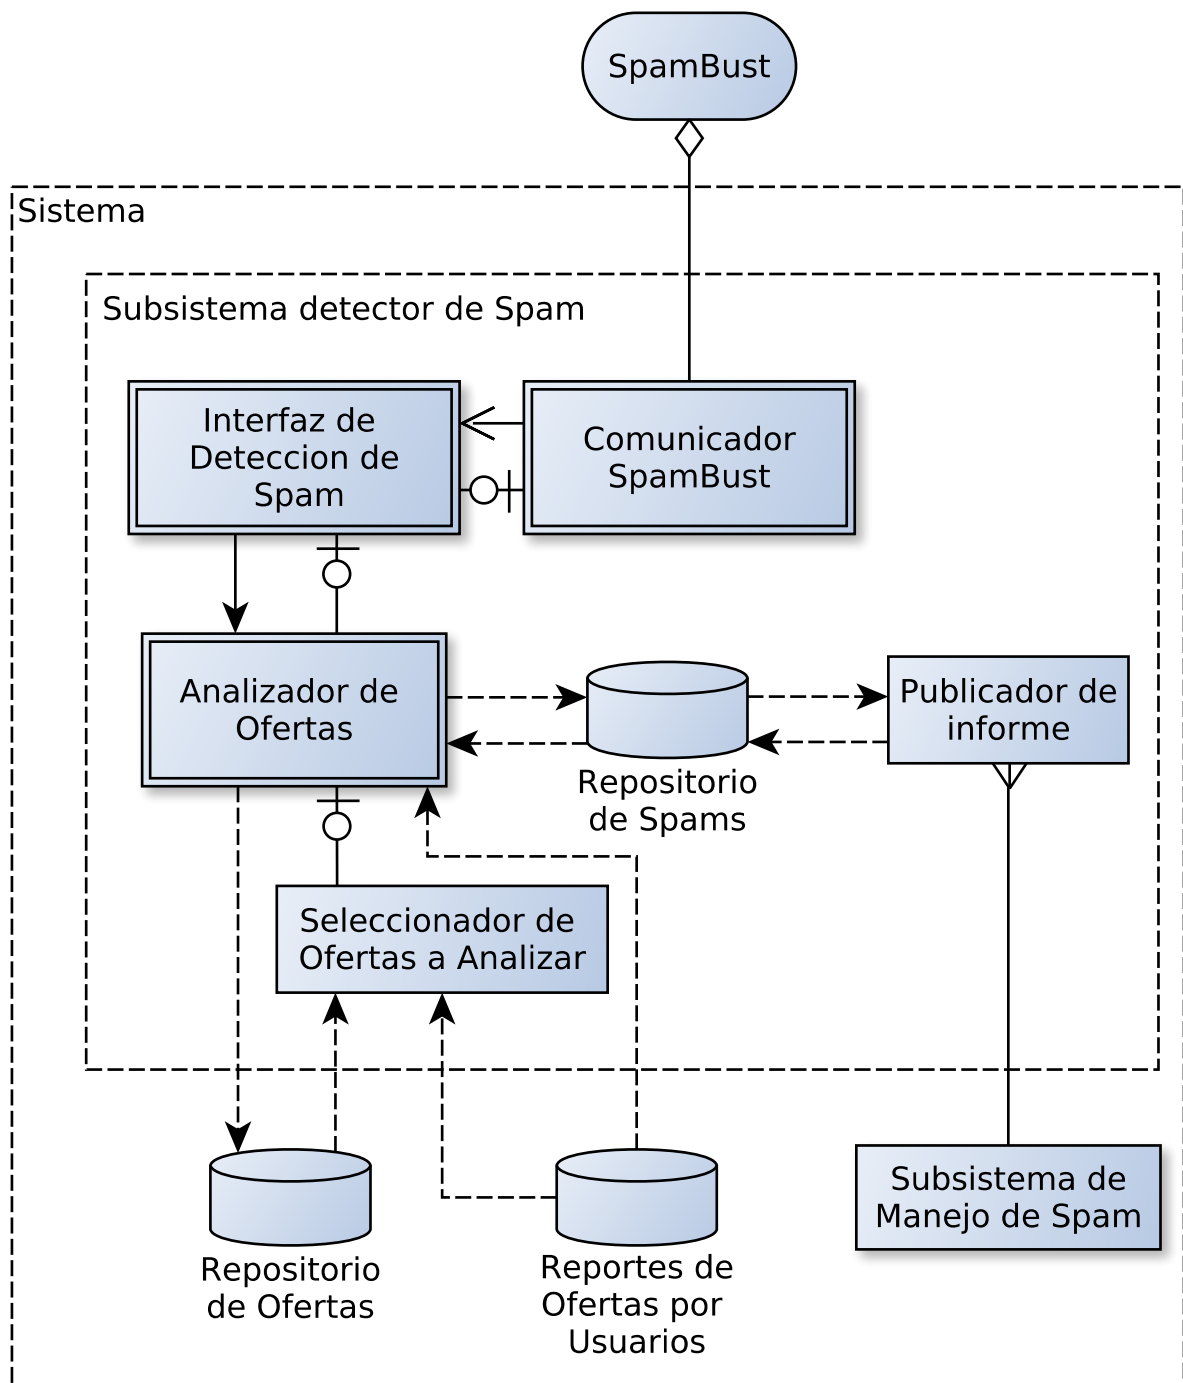 SpamBust
Sistema
Subsistema detector de Spam
Interfaz de
Deteccion de
Spam
Comunicador
SpamBust
Analizador de
Ofertas
Repositorio
de Spams
Publicador de
informe
Seleccionador de
Ofertas a Analizar
Repositorio
de Ofertas
Reportes de
Ofertas por
Usuarios
Subsistema de
Manejo de Spam